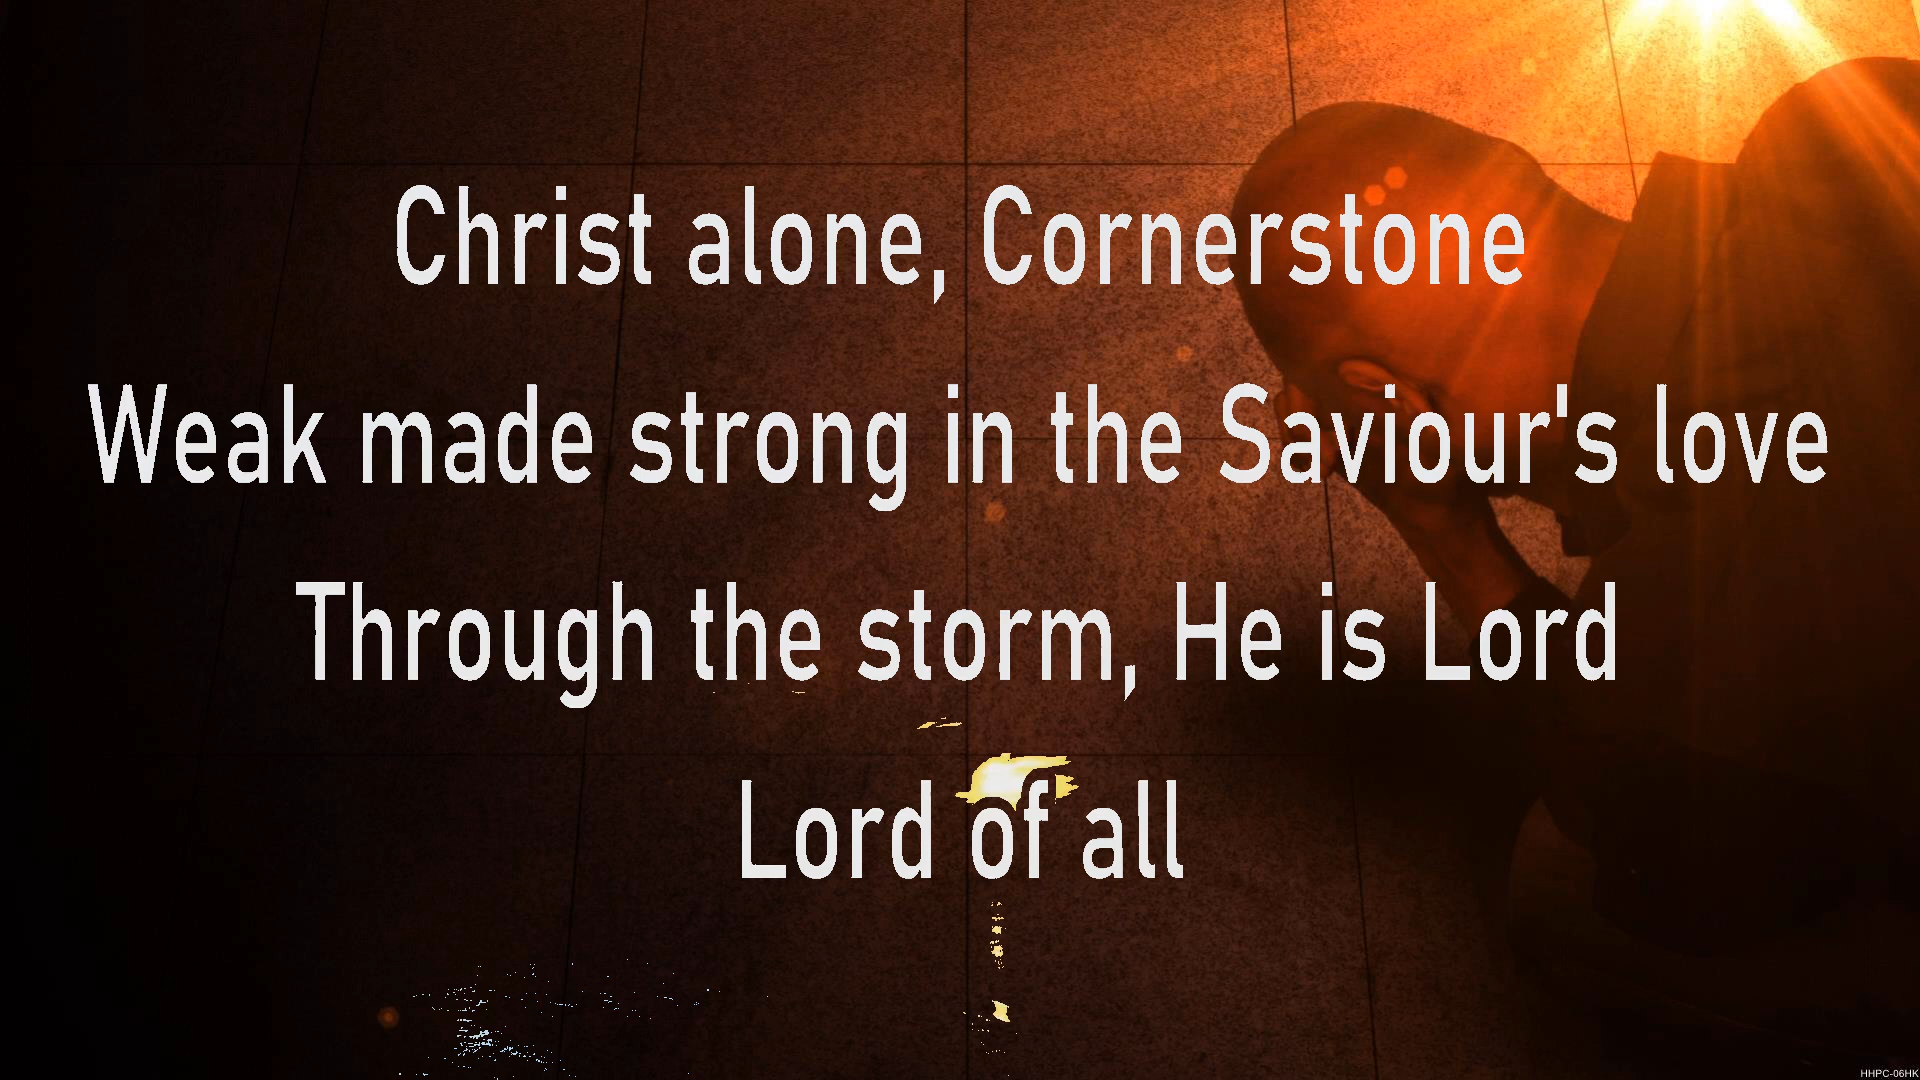 Christ alone, Cornerstone
Weak made strong in the Saviour's love
Through the storm, He is Lord
Lord of all
HHPC-06HK